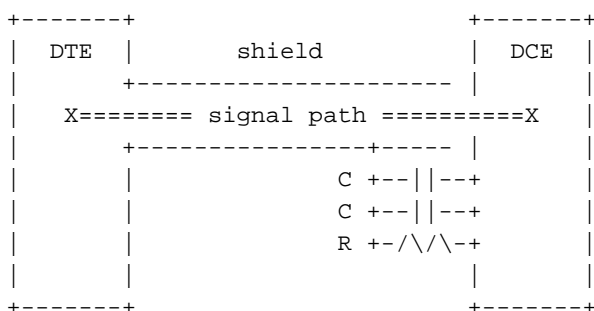 +-------+                    +-------+
|  DTE  |      shield        |  DCE  |
|       +--------------------- |       |
|   X======== signal path ==========X   |
|       +----------------+----- |       |
|       |            C +--||--+       |
|       |            C +--||--+       |
|       |            R +-/\/\-+       |
|       |                    |       |
+-------+                    +-------+